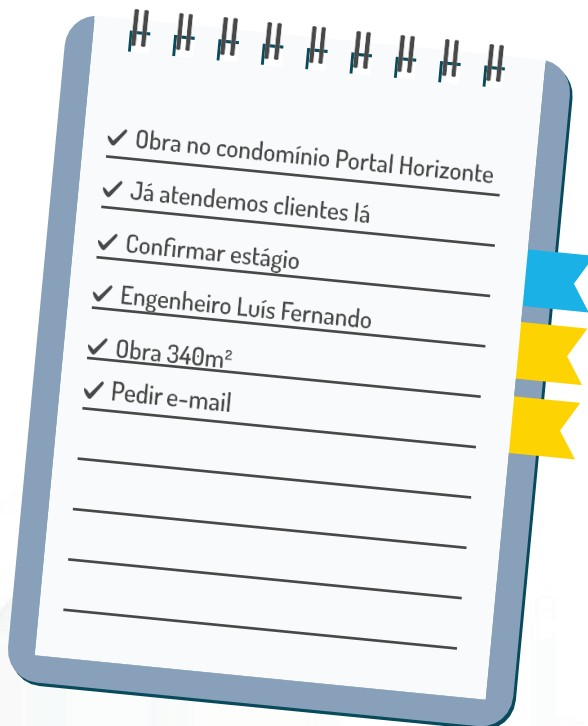 ✓ Obra no condomínio Portal Horizonte
✓ Já atendemos clientes lá
✓ Confirmar estágio
✓ Engenheiro Luís Fernando
✓ Obra 340m²
✓ Pedir e-mail